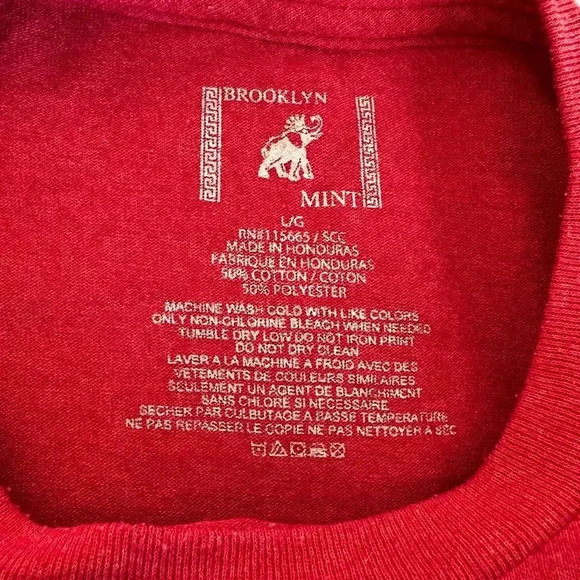 BROOKLYN
MINT
L/G
RN#115665 / SCC
MADE IN HONDURAS
FABRIQUE EN HONDURAS
50% COTTON / COTON
50% POLYESTER
MACHINE WASH COLD WITH LIKE COLORS
ONLY NON-CHLORINE BLEACH WHEN NEEDED
TUMBLE DRY LOW DO NOT IRON PRINT
DO NOT DRY CLEAN
LAVER A LA MACHINE A FROID AVEC DES
VETEMENTS DE COULEURS SIMILAIRES
SEULEMENT UN AGENT DE BLANCHIMENT
SANS CHLORE SI NECESSAIRE
SECHER PAR CULBUTAGE A BASSE TEMPERATURE
NE PAS REPASSER LE COPIE NE PAS NETTOYER A SEC